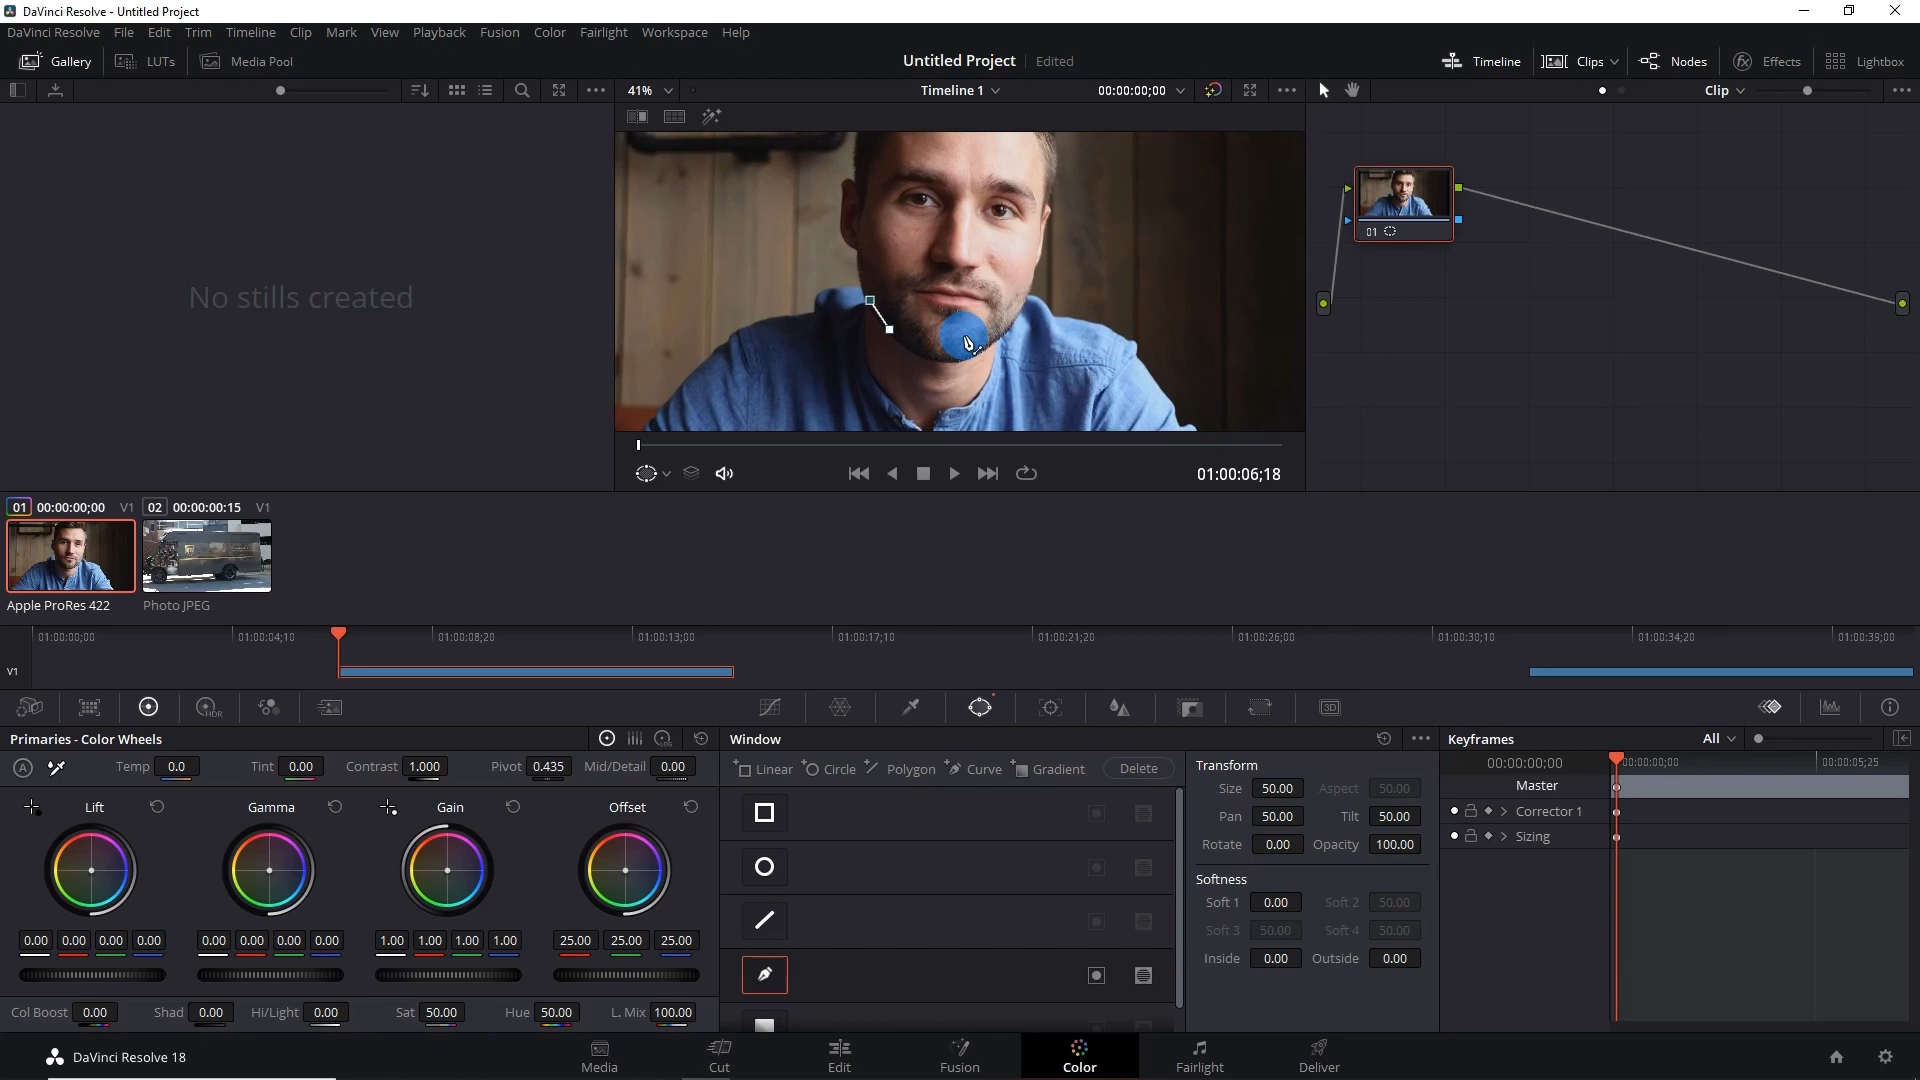 DaVinci Resolve - Untitled Project
DaVinci Resolve File Edit Trim Timeline Clip Mark View Playback Fusion Color Fairlight Workspace Help
Gallery LUTs Media Pool Untitled Project Edited Timeline Clips Nodes Effects Lightbox
41% Timeline 1 00:00:00;00 Clip
No stills created
01
01:00:06;18
01 00:00:00;00 V1 02 00:00:00:15 V1
Apple ProRes 422 Photo JPEG
01:00:00;00 01:00:04;10 01:00:08;20 01:00:13;00 01:00:17;10 01:00:21;20 01:00:26;00 01:00:30;10 01:00:34;20 01:00:39;00
V1
HDR 3D
Primaries - Color Wheels LOG Window Keyframes All
A Temp 0.0 Tint 0.00 Contrast 1.000 Pivot 0.435 Mid/Detail 0.00
Linear Circle Polygon Curve Gradient Delete
Transform
00:00:00;00 00:00:00;00 00:00:05;25
Lift Gamma Gain Offset
Size 50.00 Aspect 50.00
Master
Pan 50.00 Tilt 50.00
Corrector 1
Rotate 0.00 Opacity 100.00
Sizing
Softness
Soft 1 0.00 Soft 2 50.00
Soft 3 50.00 Soft 4 50.00
Inside 0.00 Outside 0.00
0.00 0.00 0.00 0.00 0.00 0.00 0.00 0.00 1.00 1.00 1.00 1.00 25.00 25.00 25.00
Col Boost 0.00 Shad 0.00 Hi/Light 0.00 Sat 50.00 Hue 50.00 L. Mix 100.00
DaVinci Resolve 18 Media Cut Edit Fusion Color Fairlight Deliver